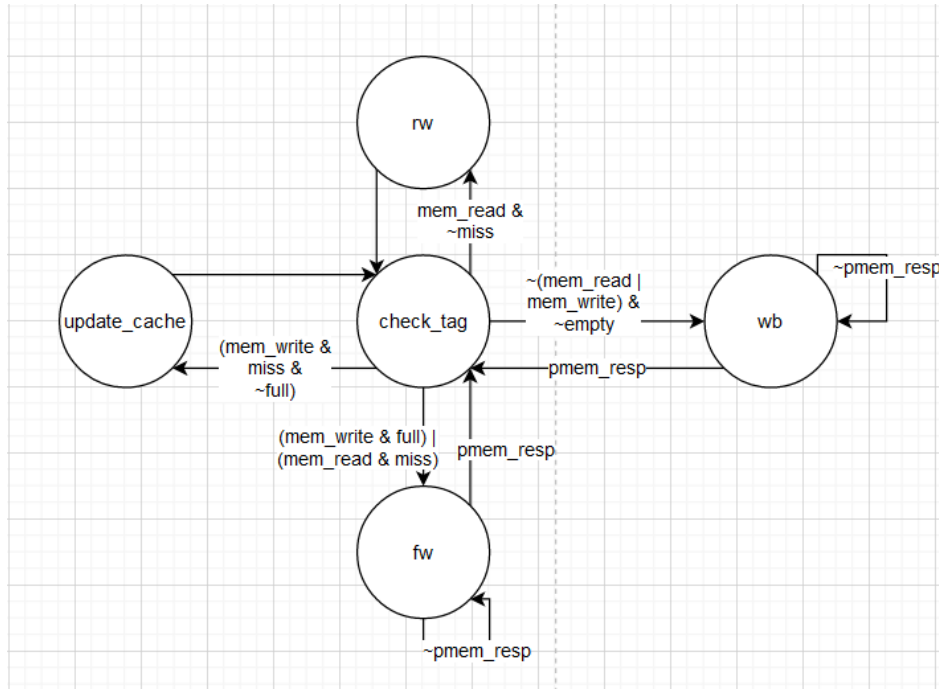 rw
mem_read &
~miss
~(mem_read |
mem_write) &
~empty
~pmem_resp
update_cache
check_tag
wb
(mem_write &
miss &
~full)
pmem_resp
(mem_write & full) |
(mem_read & miss)
pmem_resp
fw
~pmem_resp